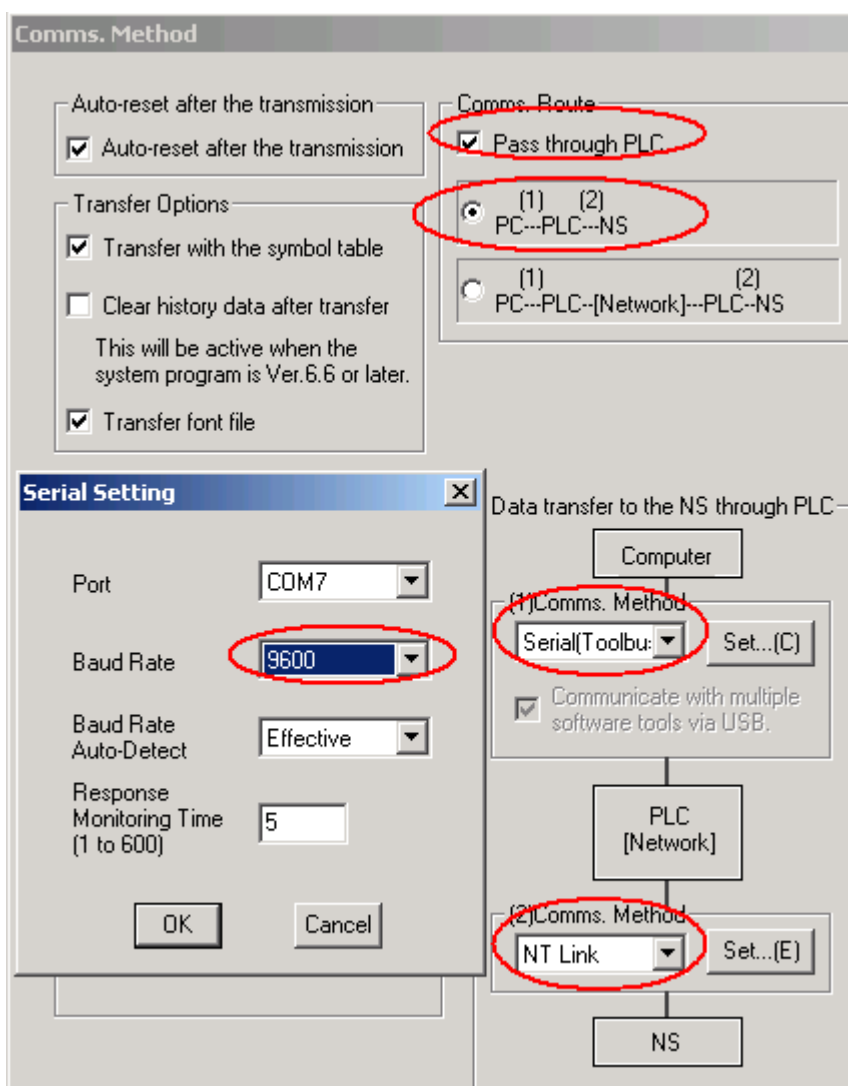 Comms. Method
Auto-reset after the transmission
Auto-reset after the transmission
Transfer Options
Transfer with the symbol table
Clear history data after transfer
This will be active when the
system program is Ver.6.6 or later.
Transfer font file
Comms. Route
Pass through PLC
(1) (2)
PC---PLC---NS
(1) (2)
PC---PLC--[Network]---PLC--NS
Serial Setting
Port
COM7
Baud Rate
9600
Baud Rate
Auto-Detect
Effective
Response
Monitoring Time
(1 to 600)
5
OK
Cancel
Data transfer to the NS through PLC
Computer
(1)Comms. Method
Serial(Toolbu
Set...(C)
Communicate with multiple
software tools via USB.
PLC
[Network]
(2)Comms. Method
NT Link
Set...(E)
NS